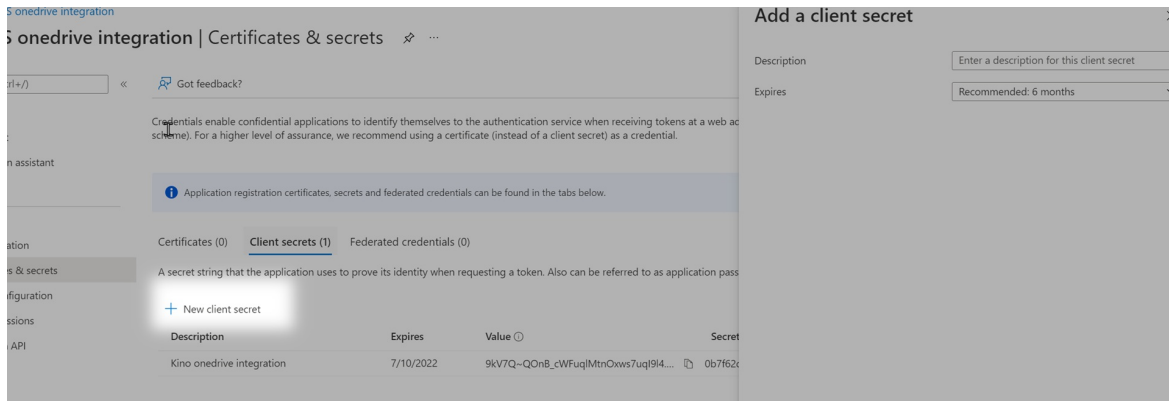 S onedrive integration
S onedrive integration | Certificates & secrets ...
Add a client secret
Description
Enter a description for this client secret
Expires
Recommended: 6 months
trl+/)
«
Got feedback?
Credentials enable confidential applications to identify themselves to the authentication service when receiving tokens at a web ad
scheme). For a higher level of assurance, we recommend using a certificate (instead of a client secret) as a credential.
n assistant
Application registration certificates, secrets and federated credentials can be found in the tabs below.
ation
Certificates (0) Client secrets (1) Federated credentials (0)
es & secrets
A secret string that the application uses to prove its identity when requesting a token. Also can be referred to as application pass
nfiguration
+ New client secret
ssions
API
Description Expires Value Secret
Kino onedrive integration 7/10/2022 0b7f62c